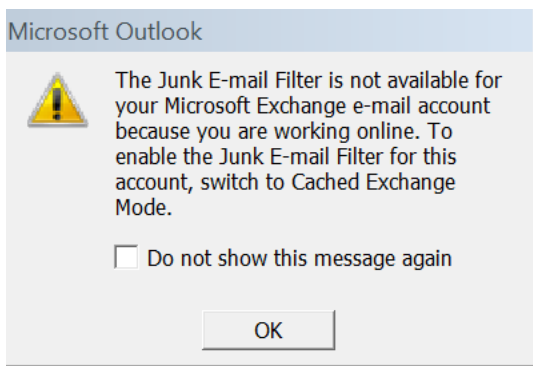 Microsoft Outlook
The Junk E-mail Filter is not available for
your Microsoft Exchange e-mail account
because you are working online. To
enable the Junk E-mail Filter for this
account, switch to Cached Exchange
Mode.
Do not show this message again
OK